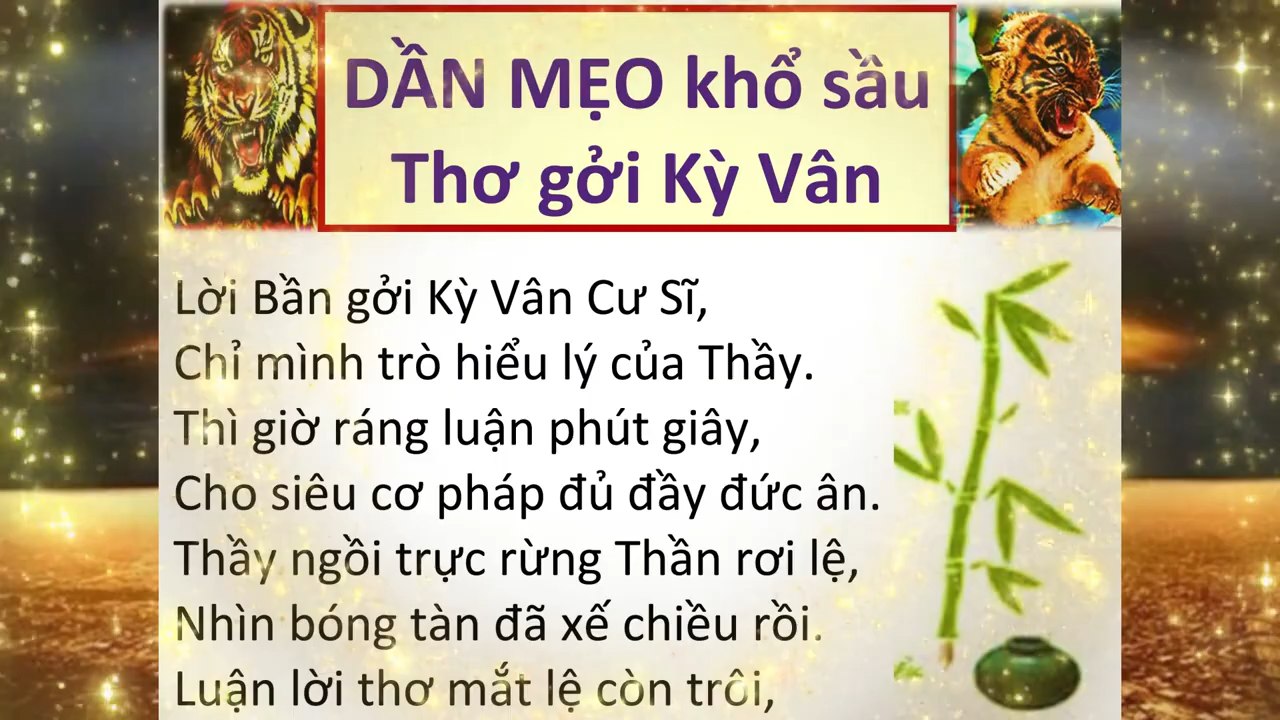 DẦN MẸO khổ sầu
Thơ gởi Kỳ Vân
Lời Bần gởi Kỳ Vân Cư Sĩ,
Chỉ mình trò hiểu lý của Thầy.
Thì giờ ráng luận phút giây,
Cho siêu cơ pháp đủ đầy đức ân.
Thầy ngồi trực rừng Thần rơi lệ,
Nhìn bóng tàn đã xế chiều rồi.
Luận lời thơ mắt lệ còn trôi,